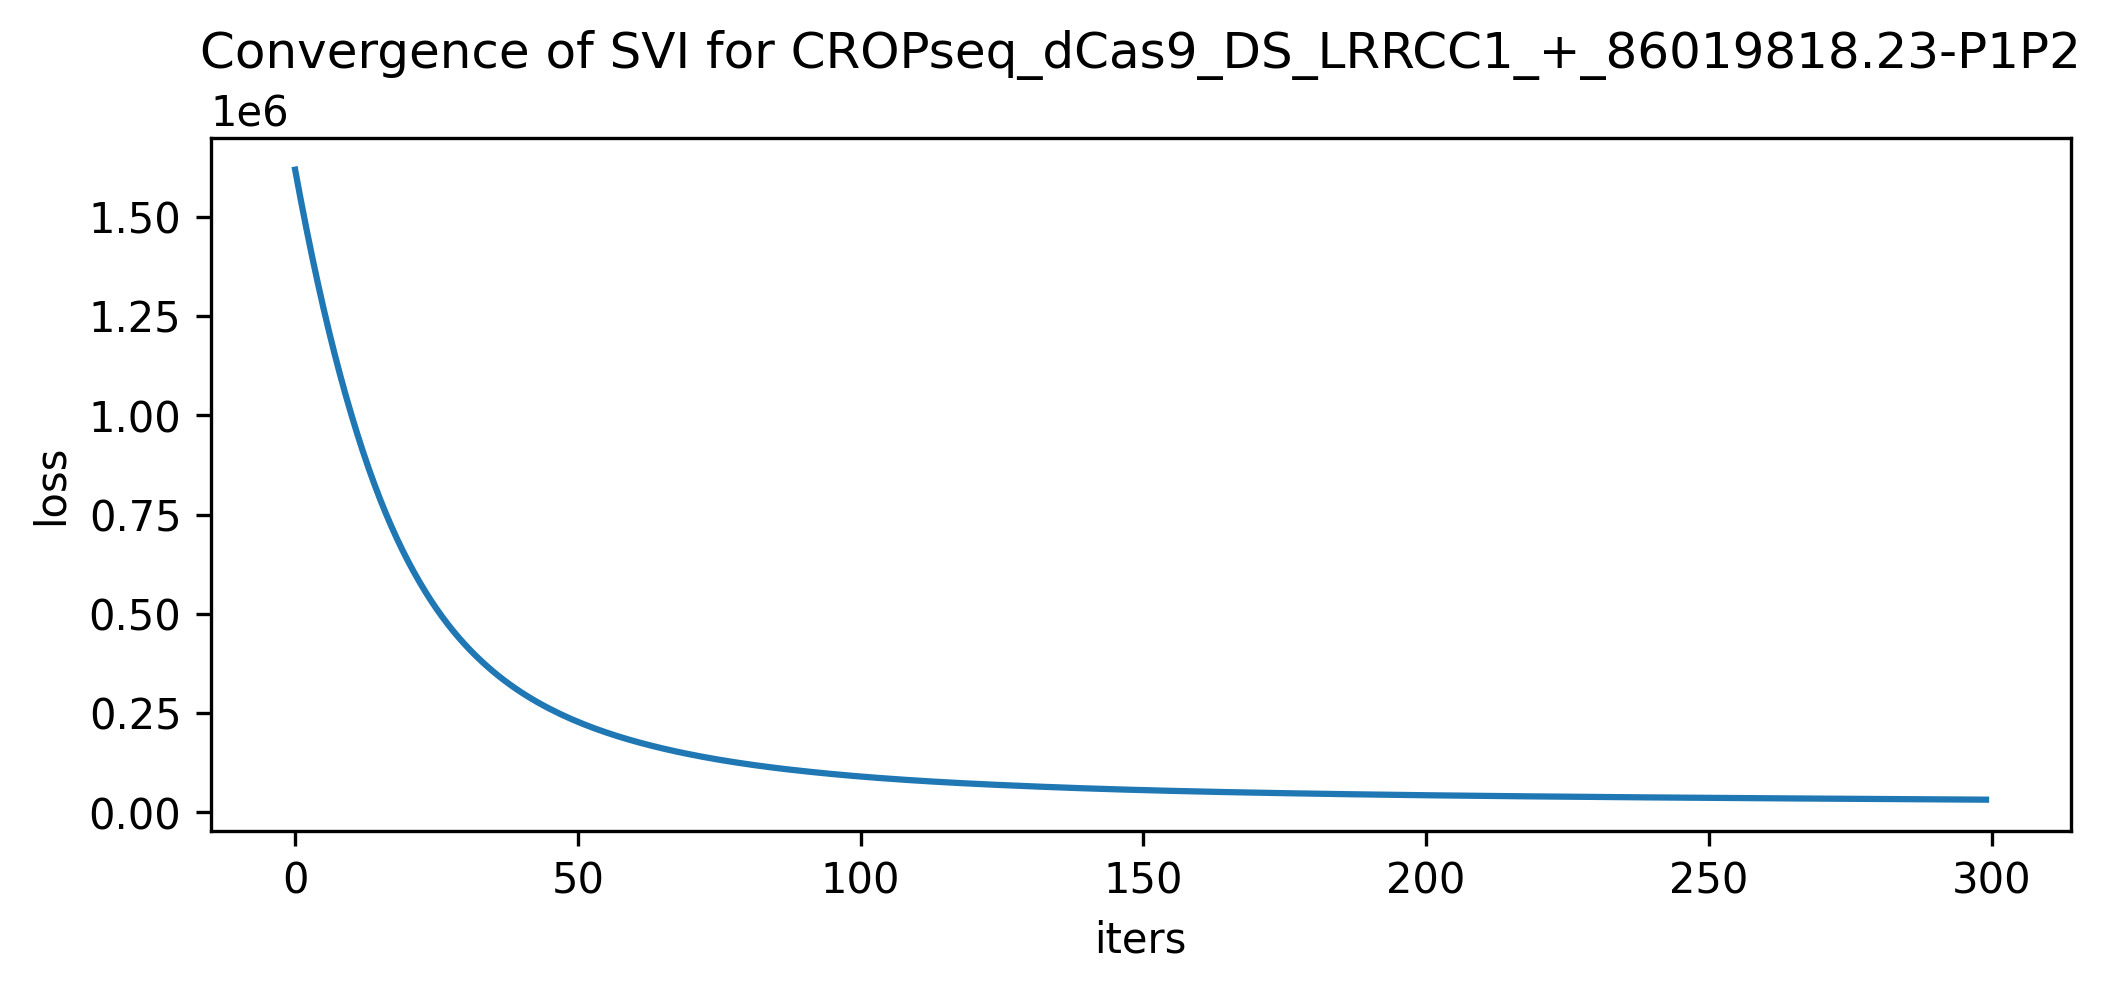 Convergence of SVI for CROPseq_dCas9_DS_LRRCC1_+_86019818.23-P1P2
1e6
1.50
1.25
1.00
0.75
0.50
0.25
0.00
loss
0 50 100 150 200 250 300
iters